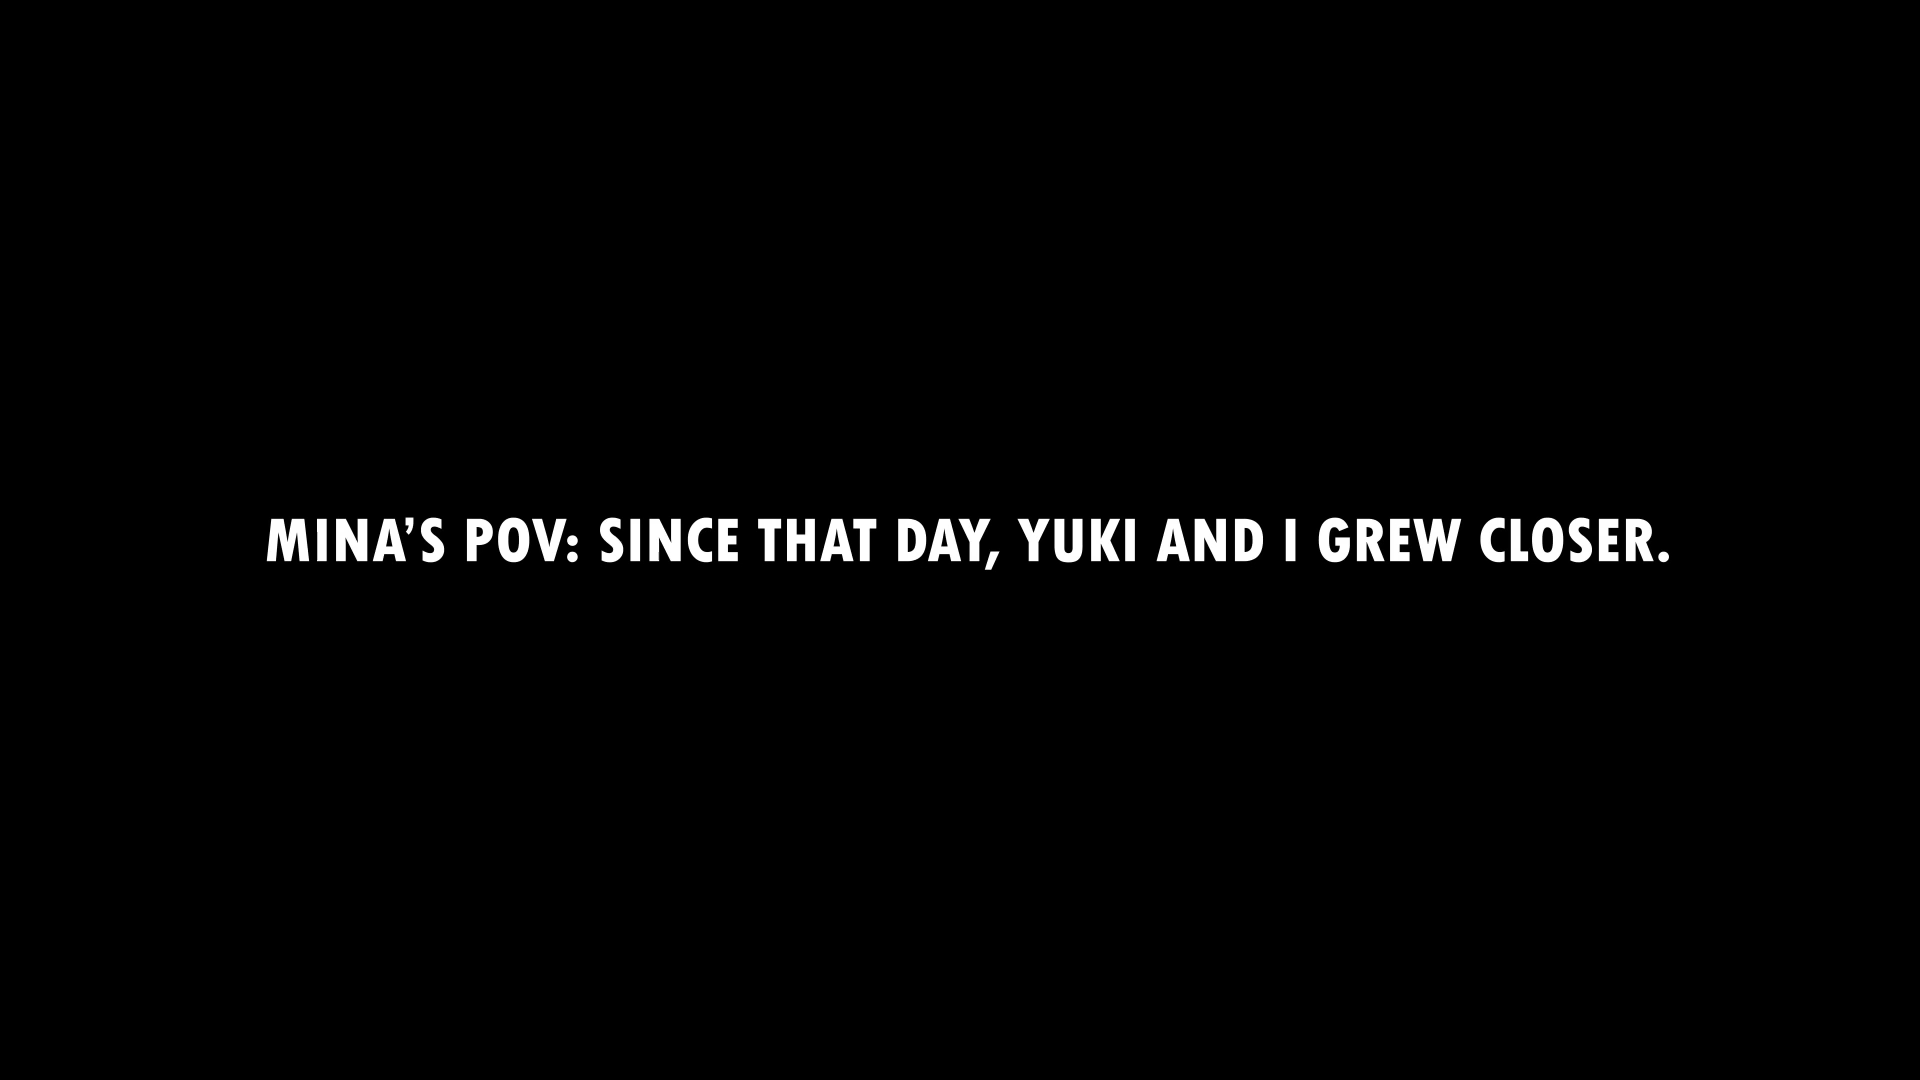 MINA’S POV: SINCE THAT DAY, YUKI AND I GREW CLOSER.